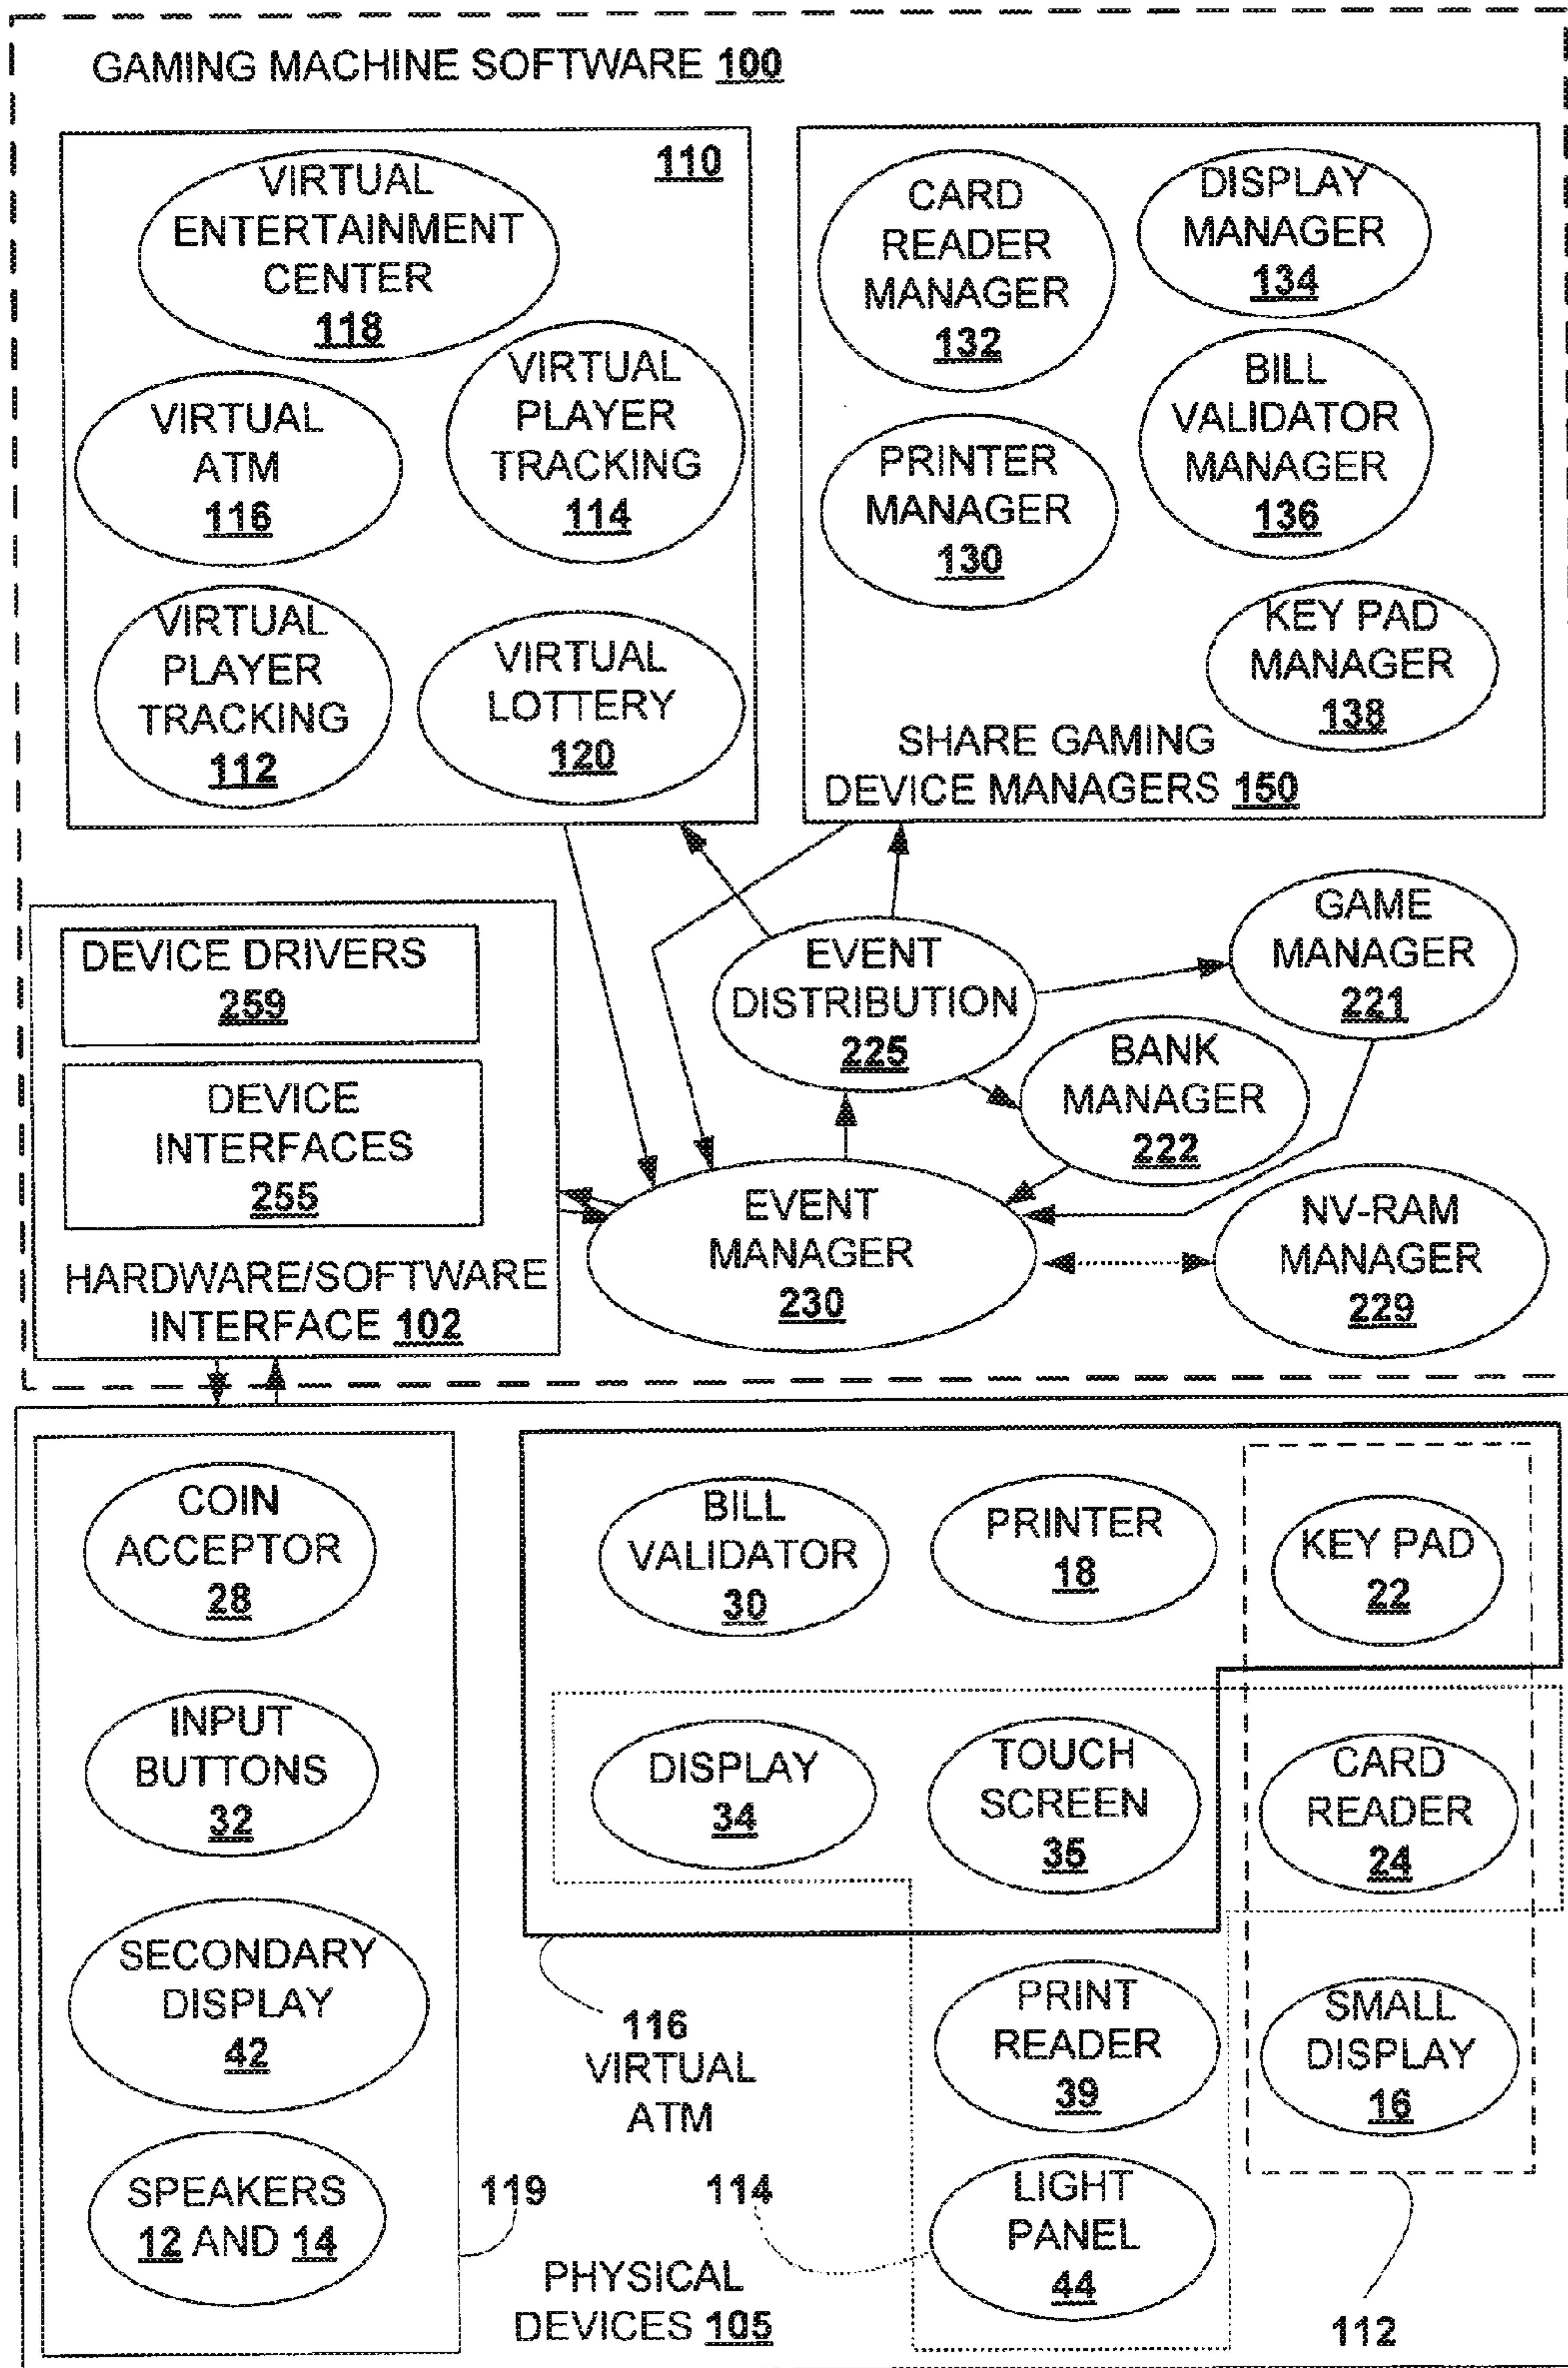 GAMING MACHINE SOFTWARE 100
110
VIRTUAL
ENTERTAINMENT
CENTER
118
VIRTUAL
ATM
116
VIRTUAL
PLAYER
TRACKING
114
VIRTUAL
PLAYER
TRACKING
112
VIRTUAL
LOTTERY
120
CARD
READER
MANAGER
132
DISPLAY
MANAGER
134
PRINTER
MANAGER
130
BILL
VALIDATOR
MANAGER
136
KEY PAD
MANAGER
138
SHARE GAMING
DEVICE MANAGERS 150
DEVICE DRIVERS
259
DEVICE
INTERFACES
255
HARDWARE/SOFTWARE
INTERFACE 102
EVENT
DISTRIBUTION
225
GAME
MANAGER
221
BANK
MANAGER
222
EVENT
MANAGER
230
NV-RAM
MANAGER
229
COIN
ACCEPTOR
28
INPUT
BUTTONS
32
SECONDARY
DISPLAY
42
SPEAKERS
12 AND 14
119
BILL
VALIDATOR
30
PRINTER
18
KEY PAD
22
DISPLAY
34
TOUCH
SCREEN
35
CARD
READER
24
116
VIRTUAL
ATM
PRINT
READER
39
SMALL
DISPLAY
16
114
LIGHT
PANEL
44
112
PHYSICAL
DEVICES 105